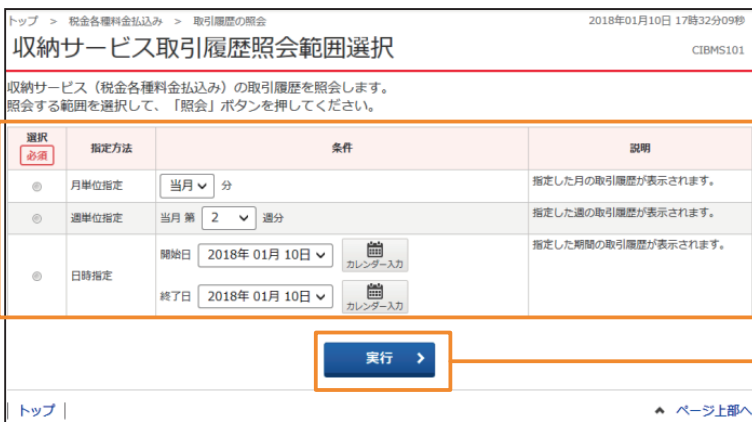 トップ > 税金各種料金払込み > 取引履歴の照会
2018年01月10日 17時32分09秒
収納サービス取引履歴照会範囲選択
CIBMS101
収納サービス（税金各種料金払込み）の取引履歴を照会します。
照会する範囲を選択して、「照会」ボタンを押してください。
選択 必須 指定方法 条件 説明
月単位指定 当月 分 指定した月の取引履歴が表示されます。
週単位指定 当月 第 2 週分 指定した週の取引履歴が表示されます。
日時指定 開始日 2018年 01月 10日 カレンダー入力 指定した期間の取引履歴が表示されます。
終了日 2018年 01月 10日 カレンダー入力
実行
トップ
ページ上部へ